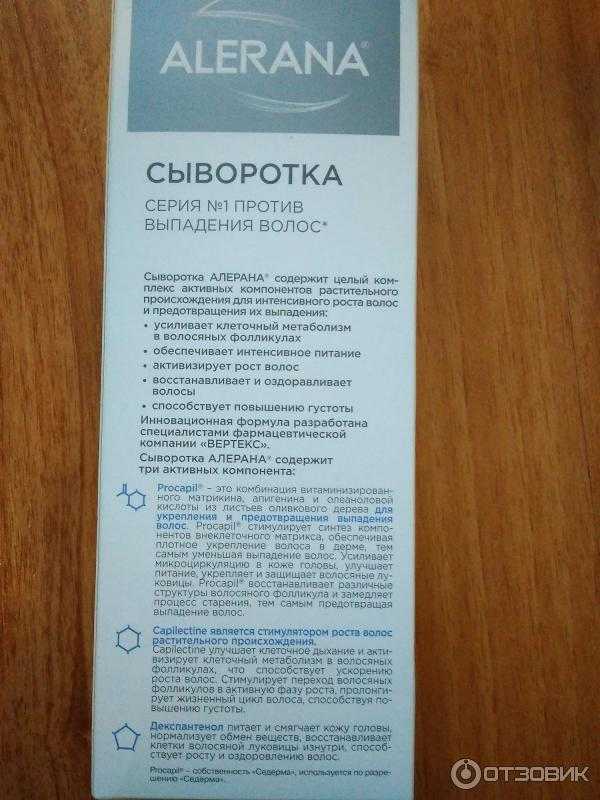 ALERANA®
СЫВОРОТКА
СЕРИЯ №1 ПРОТИВ
ВЫПАДЕНИЯ ВОЛОС*
Сыворотка АЛЕРАНА® содержит целый ком-
плекс активных компонентов растительного
происхождения для интенсивного роста волос
и предотвращения их выпадения:
• усиливает клеточный метаболизм
в волосяных фолликулах
• обеспечивает интенсивное питание
• активизирует рост волос
• восстанавливает и оздоравливает
волосы
• способствует повышению густоты
Инновационная формула разработана
специалистами фармацевтической
компании «ВЕРТЕКС».
Сыворотка АЛЕРАНА® содержит
три активных компонента:
Procapil® – это комбинация витаминизирован-
ного матрикина, апигенина и олеаноловой
кислоты из листьев оливкового дерева для
укрепления и предотвращения выпадения
волос. Procapil® стимулирует синтез ком-
понентов внеклеточного матрикса, обеспечивая
плотное укрепление волоса в дерме, тем
самым уменьшая выпадение волос. Усиливает
микроциркуляцию в коже головы, улучшает
питание, укрепляет и защищает волосяные лу-
ковицы. Procapil® восстанавливает различные
структуры волосяного фолликула и замедляет
процесс старения, тем самым предотвращая
выпадение волос.
Capilectine является стимулятором роста волос
растительного происхождения.
Capilectine улучшает клеточное дыхание и акти-
визирует клеточный метаболизм в волосяных
фолликулах, что способствует ускорению
роста волос. Стимулирует переход волосяных
фолликулов в активную фазу роста, пролонги-
рует жизненный цикл волоса, способствуя по-
вышению густоты.
Декспантенол питает и смягчает кожу головы,
нормализует обмен веществ, восстанавливает
клетки волосяной луковицы изнутри, способ-
ствует росту и оздоровлению волос.
Procapil® – собственность «Седерма», используется по разре-
шению «Седерма».
ОТЗОВИК